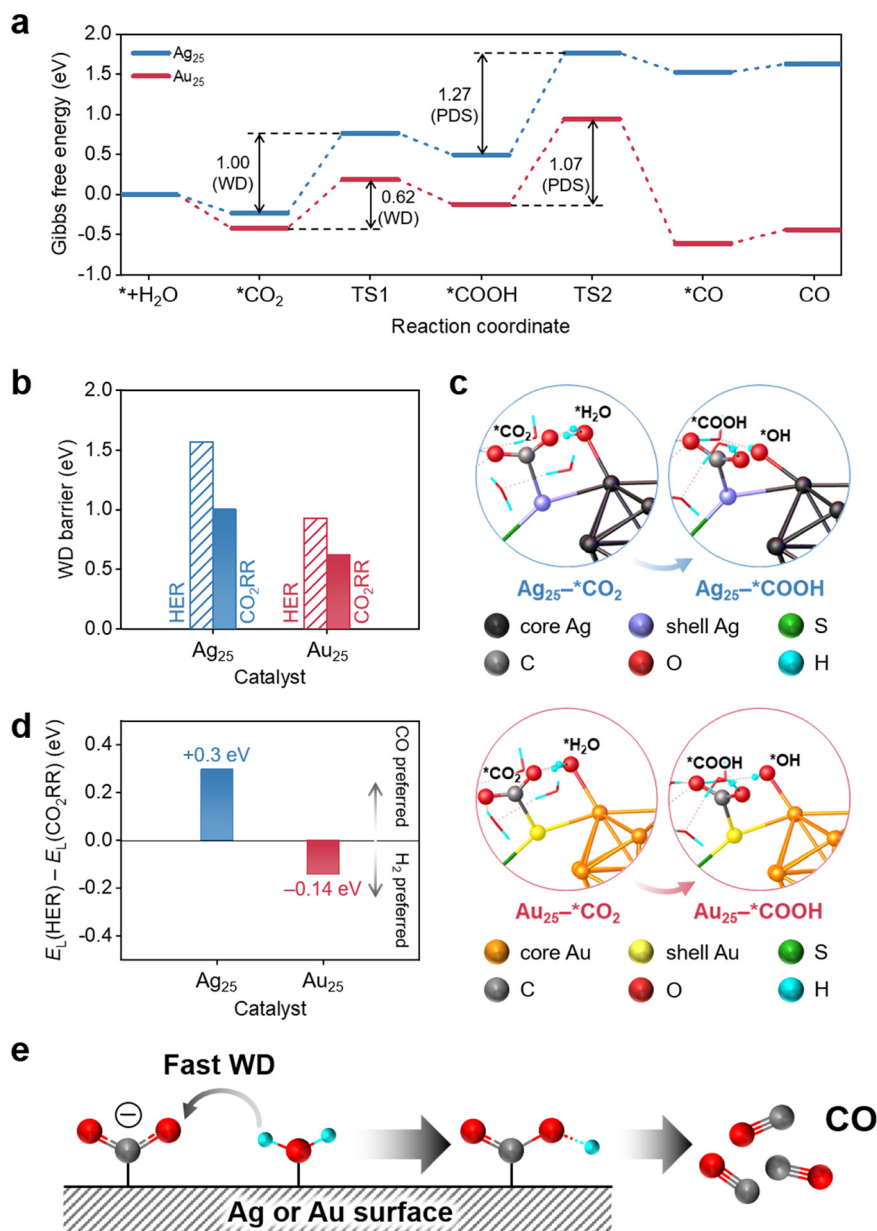 a
2.0
1.5
1.0
0.5
0.0
-0.5
-1.0
Gibbs free energy (eV)
Ag25
Au25
1.00
(WD)
0.62
(WD)
1.27
(PDS)
1.07
(PDS)
*+H2O *CO2 TS1 *COOH TS2 *CO CO
Reaction coordinate
b
2.0
1.5
1.0
0.5
0.0
WD barrier (eV)
HER
CO2RR
HER
CO2RR
Ag25 Au25
Catalyst
c
*CO2
*H2O
*COOH
*OH
Ag25–*CO2
Ag25–*COOH
core Ag shell Ag S
C O H
*CO2
*H2O
*COOH
*OH
Au25–*CO2
Au25–*COOH
core Au shell Au S
C O H
d
0.4
0.2
0.0
-0.2
-0.4
EL(HER) – EL(CO2RR) (eV)
+0.3 eV
–0.14 eV
CO preferred
H2 preferred
Ag25 Au25
Catalyst
e
Fast WD
−
Ag or Au surface
CO